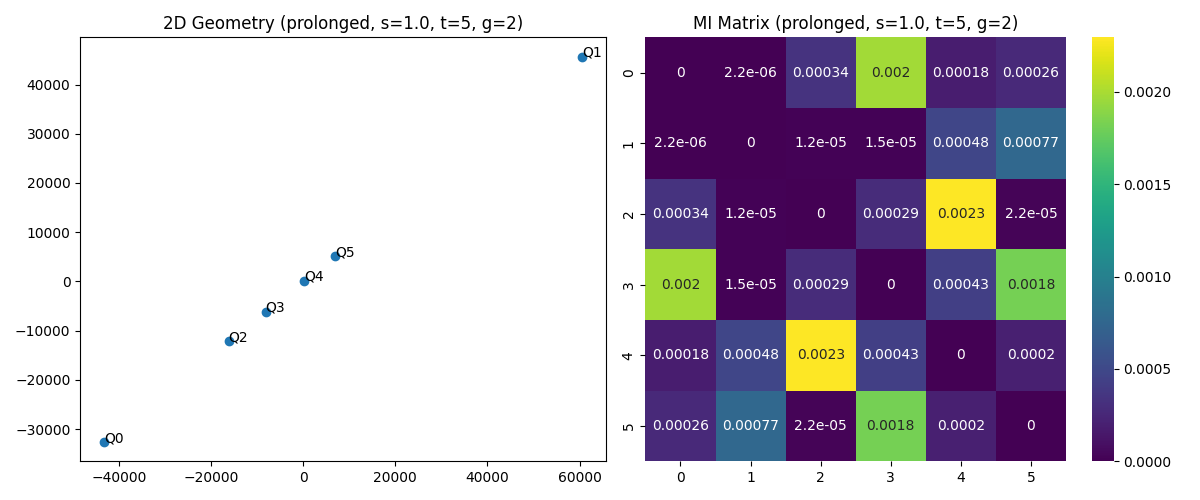 2D Geometry (prolonged, s=1.0, t=5, g=2)
40000
30000
20000
10000
0
−10000
−20000
−30000
−40000
−20000
0
20000
40000
60000
Q1
Q5
Q4
Q3
Q2
Q0
MI Matrix (prolonged, s=1.0, t=5, g=2)
0 0 2.2e-06 0.00034 0.002 0.00018 0.00026
1 2.2e-06 0 1.2e-05 1.5e-05 0.00048 0.00077
2 0.00034 1.2e-05 0 0.00029 0.0023 2.2e-05
3 0.002 1.5e-05 0.00029 0 0.00043 0.0018
4 0.00018 0.00048 0.0023 0.00043 0 0.0002
5 0.00026 0.00077 2.2e-05 0.0018 0.0002 0
0 1 2 3 4 5
0.0020
0.0015
0.0010
0.0005
0.0000